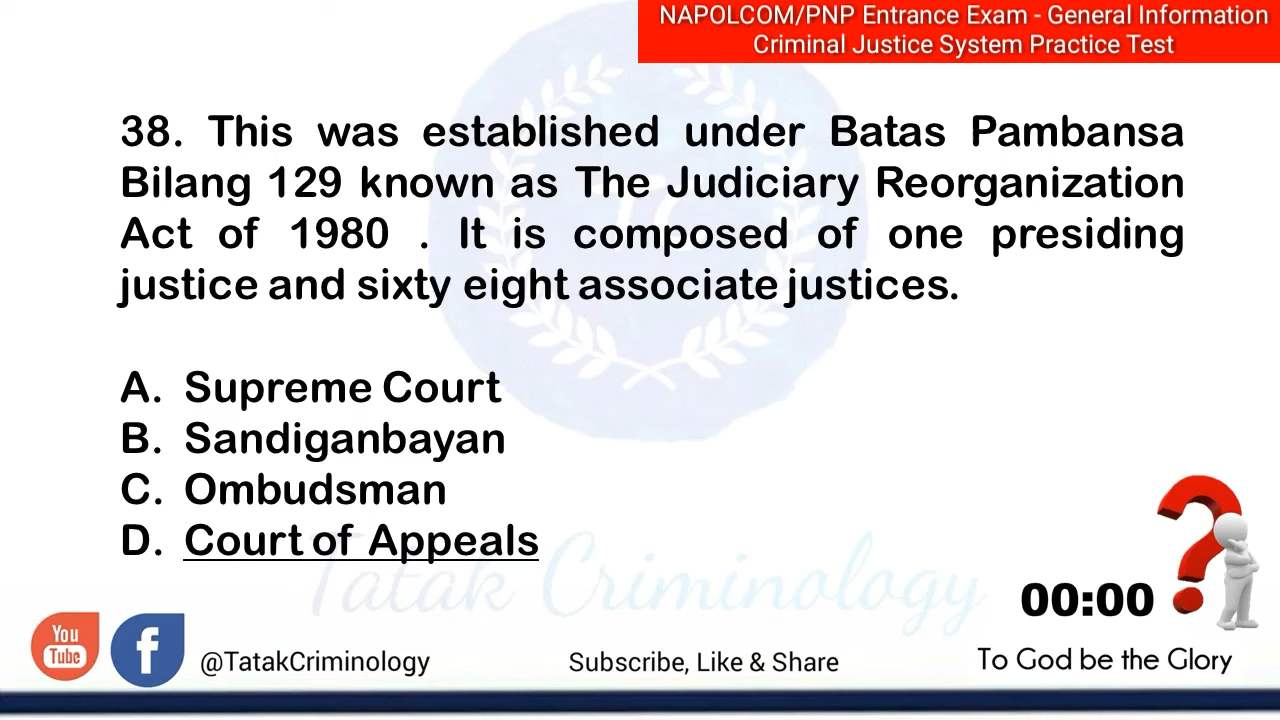 NAPOLCOM/PNP Entrance Exam - General Information
Criminal Justice System Practice Test
38. This was established under Batas Pambansa
Bilang 129 known as The Judiciary Reorganization
Act of 1980 . It is composed of one presiding
justice and sixty eight associate justices.
A. Supreme Court
B. Sandiganbayan
C. Ombudsman
D. Court of Appeals
Tatak Criminology
00:00
You
Tube
f
@TatakCriminology
Subscribe, Like & Share
To God be the Glory